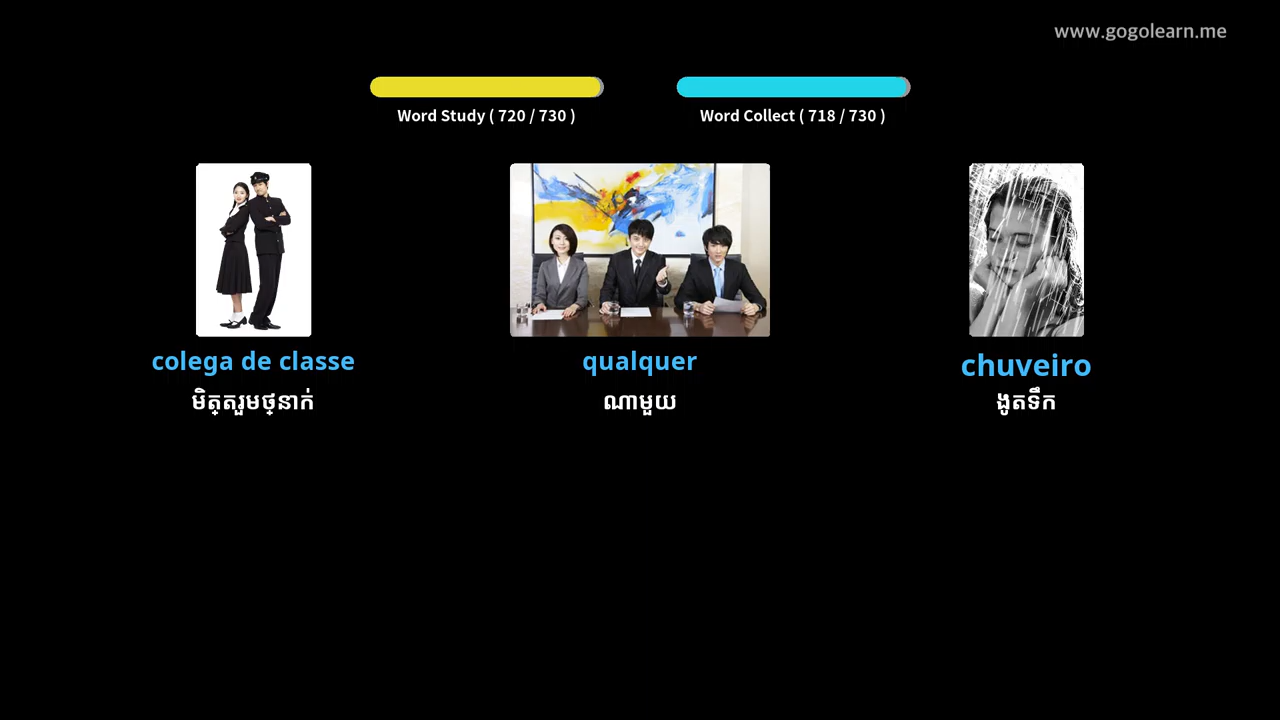 www.gogolearn.me
Word Study ( 720 / 730 )
Word Collect ( 718 / 730 )
colega de classe
qualquer
chuveiro
មិត្តរួមថ្នាក់
ណាមួយ
ងូតទឹក